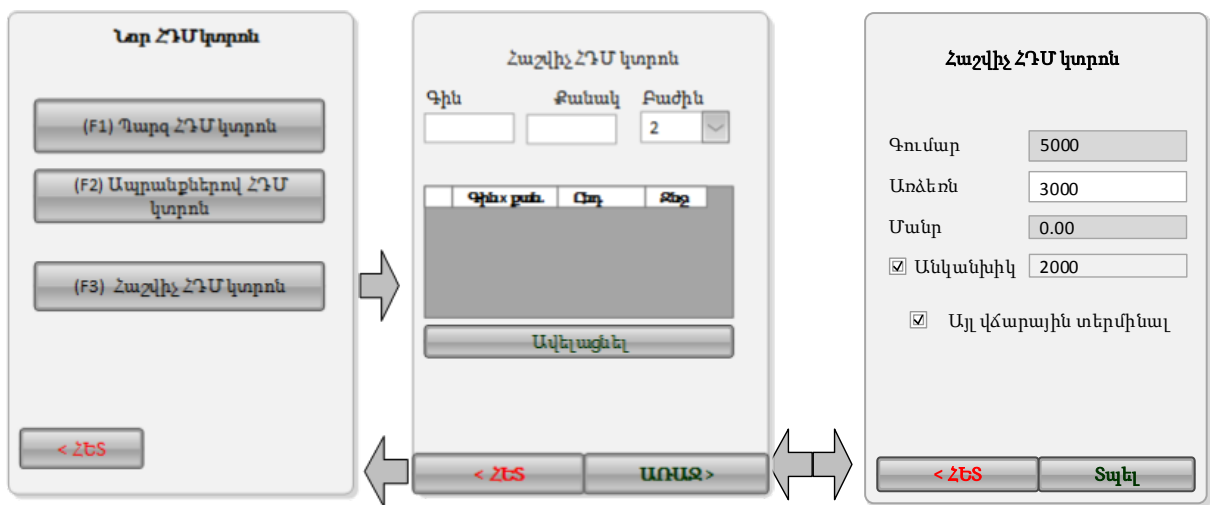 Նոր ՀԴՄ կտրոն
(F1) Պարզ ՀԴՄ կտրոն
(F2) Ապրանքներով ՀԴՄ
կտրոն
(F3) Հաշվիչ ՀԴՄ կտրոն
< ՀԵՏ
Հաշվիչ ՀԴՄ կտրոն
Գին Քանակ Բաժին
2
Գին x քան. Ընդ Զեղջ
Ավելացնել
< ՀԵՏ ԱՌԱՋ >
Հաշվիչ ՀԴՄ կտրոն
Գումար 5000
Առձեռն 3000
Մանր 0.00
Անկանխիկ 2000
Այլ վճարային տերմինալ
< ՀԵՏ Տպել